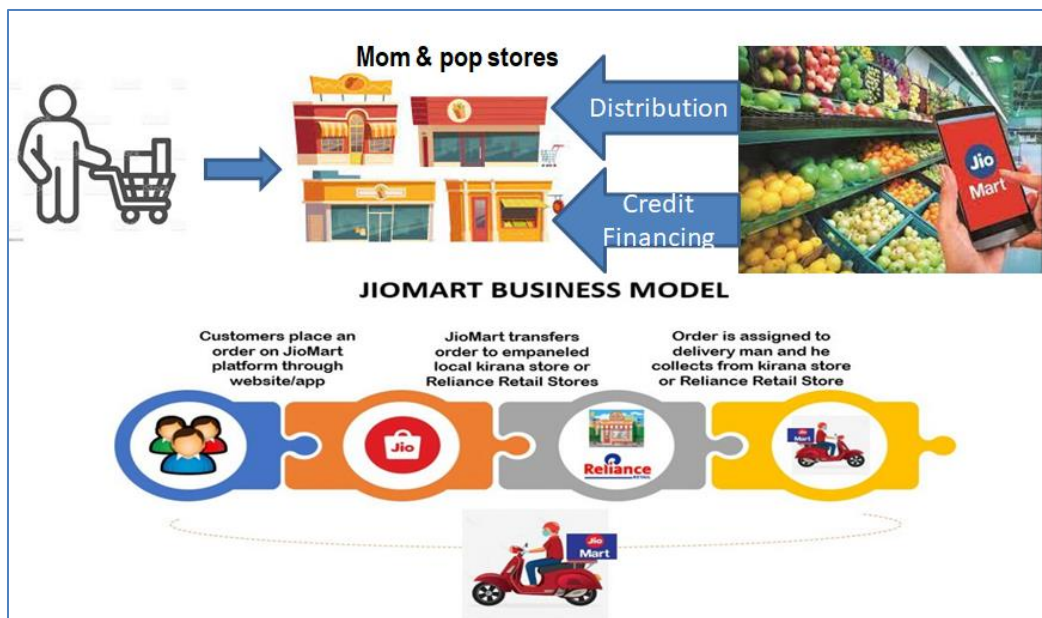 Mom & pop stores
Distribution
Credit
Financing
Jio
Mart
JIOMART BUSINESS MODEL
Customers place an
order on JioMart
platform through
website/app
JioMart transfers
order to empaneled
local kirana store or
Reliance Retail Stores
Order is assigned to
delivery man and he
collects from kirana store
or Reliance Retail Store
Jio
Reliance
RETAIL
Jio
Mart
Jio
Mart